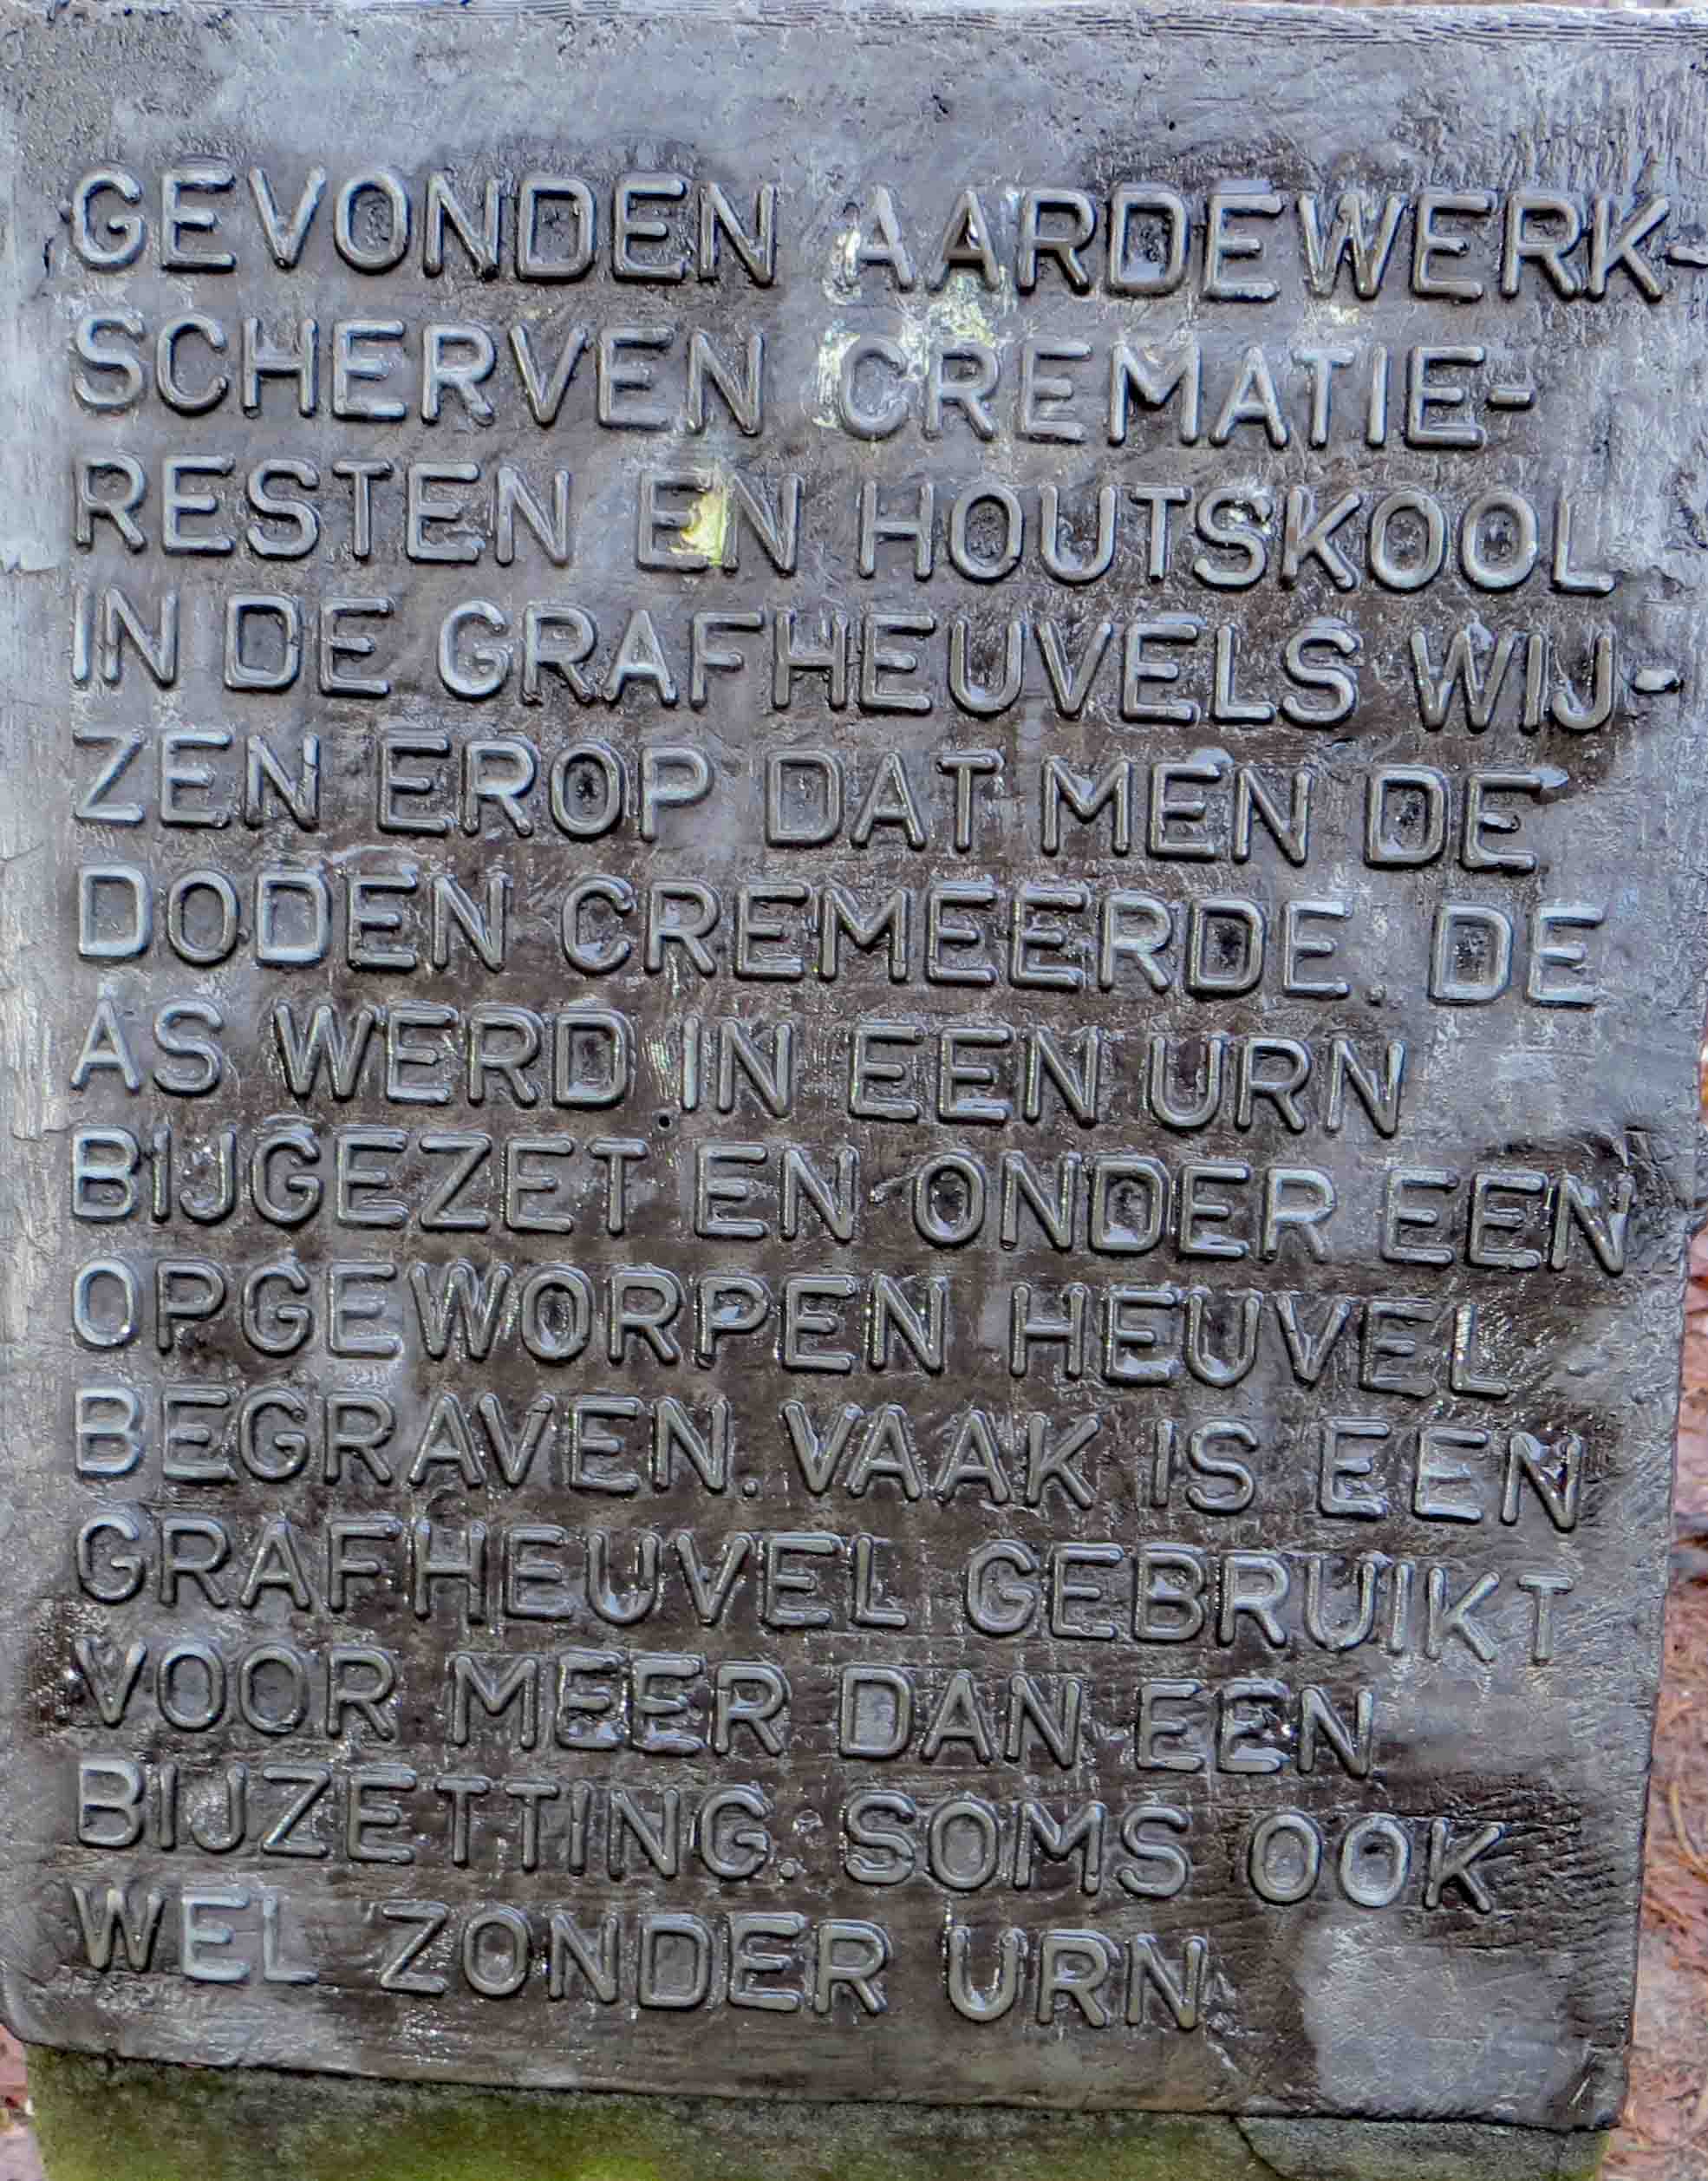 GEVONDEN AARDEWERK-
SCHERVEN CREMATIE-
RESTEN EN HOUTSKOOL
IN DE GRAFHEUVELS WIJ-
ZEN EROP DAT MEN DE
DODEN CREMEERDE. DE
AS WERD IN EEN URN
BIJGEZET EN ONDER EEN
OPGEWORPEN HEUVEL
BEGRAVEN. VAAK IS EEN
GRAFHEUVEL GEBRUIKT
VOOR MEER DAN EEN
BIJZETTING. SOMS OOK
WEL ZONDER URN.